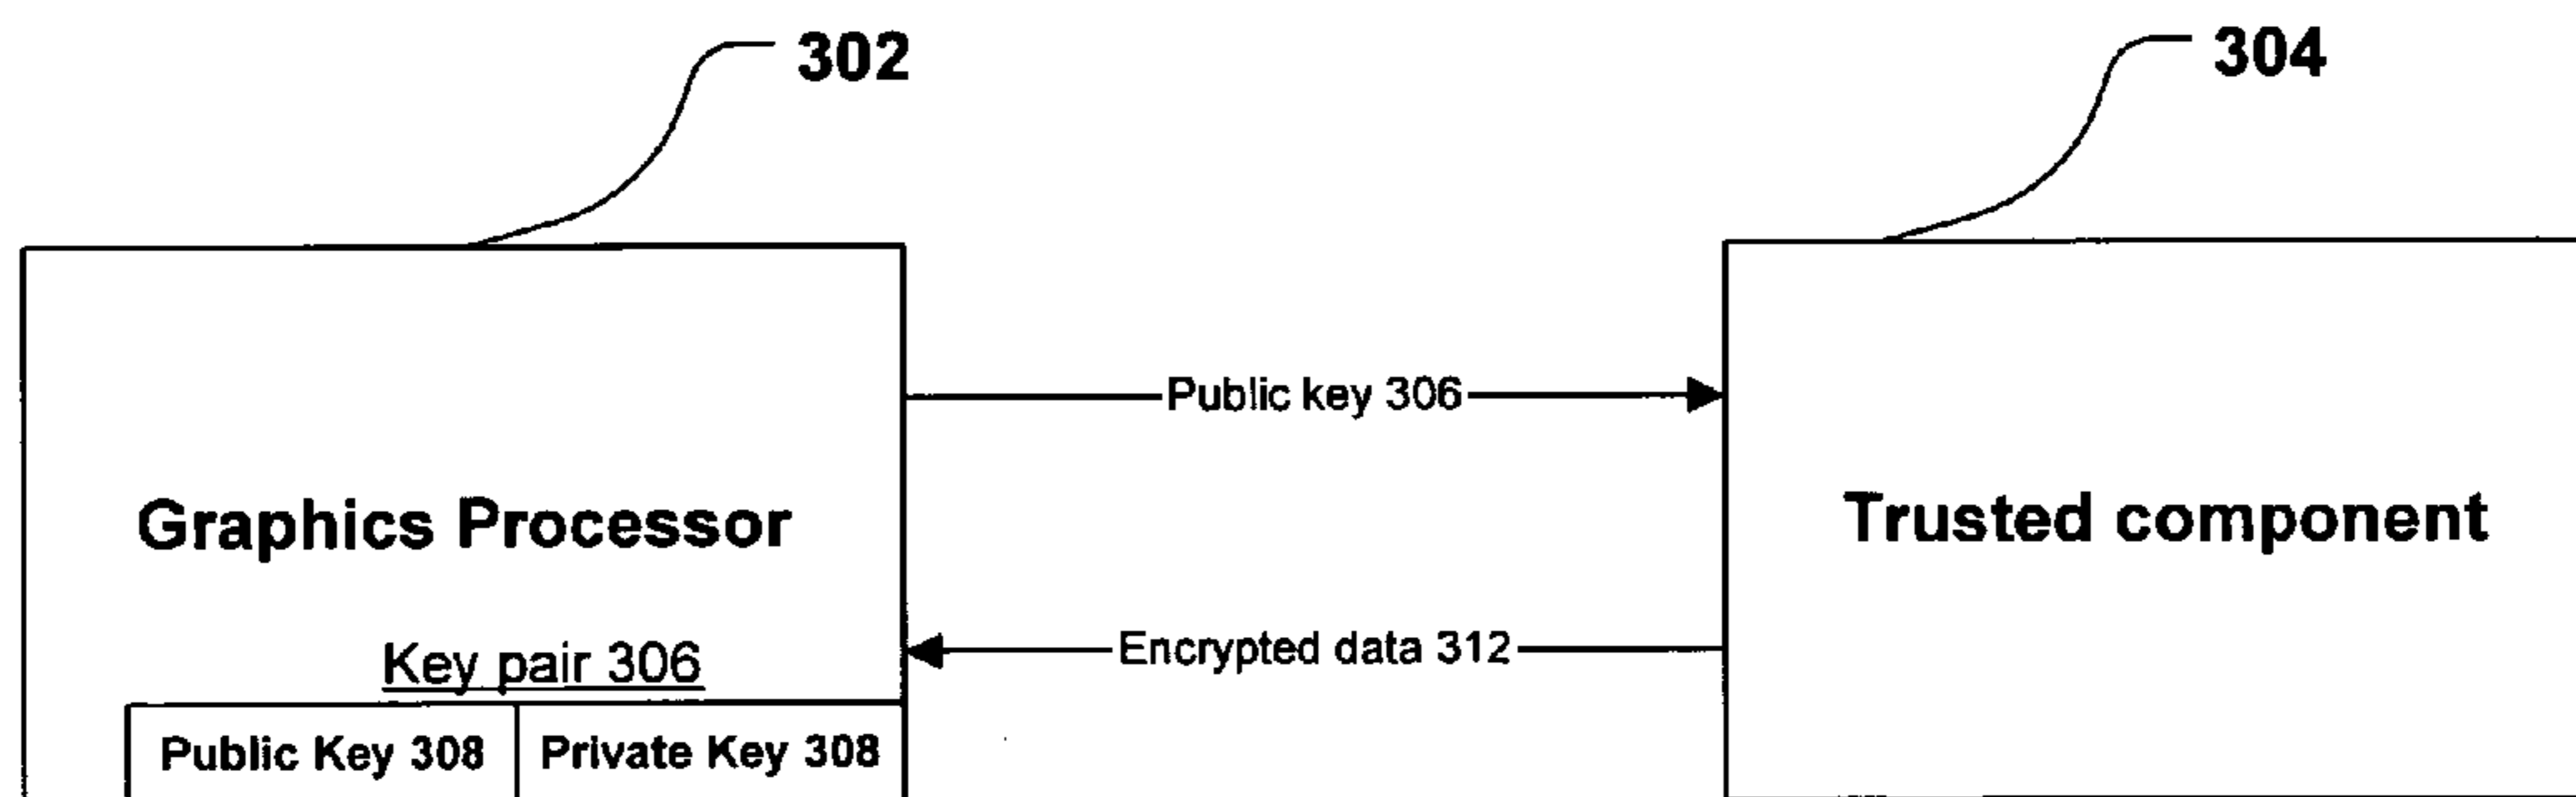 302
304
Public key 306
Graphics Processor
Trusted component
Encrypted data 312
Key pair 306
Public Key 308
Private Key 308